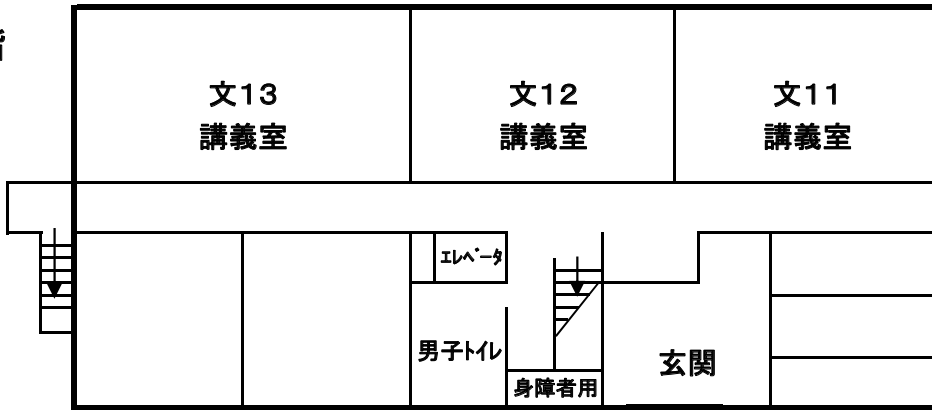 階
文13
講義室
文12
講義室
文11
講義室
エレベータ
男子トイレ
身障者用
玄関